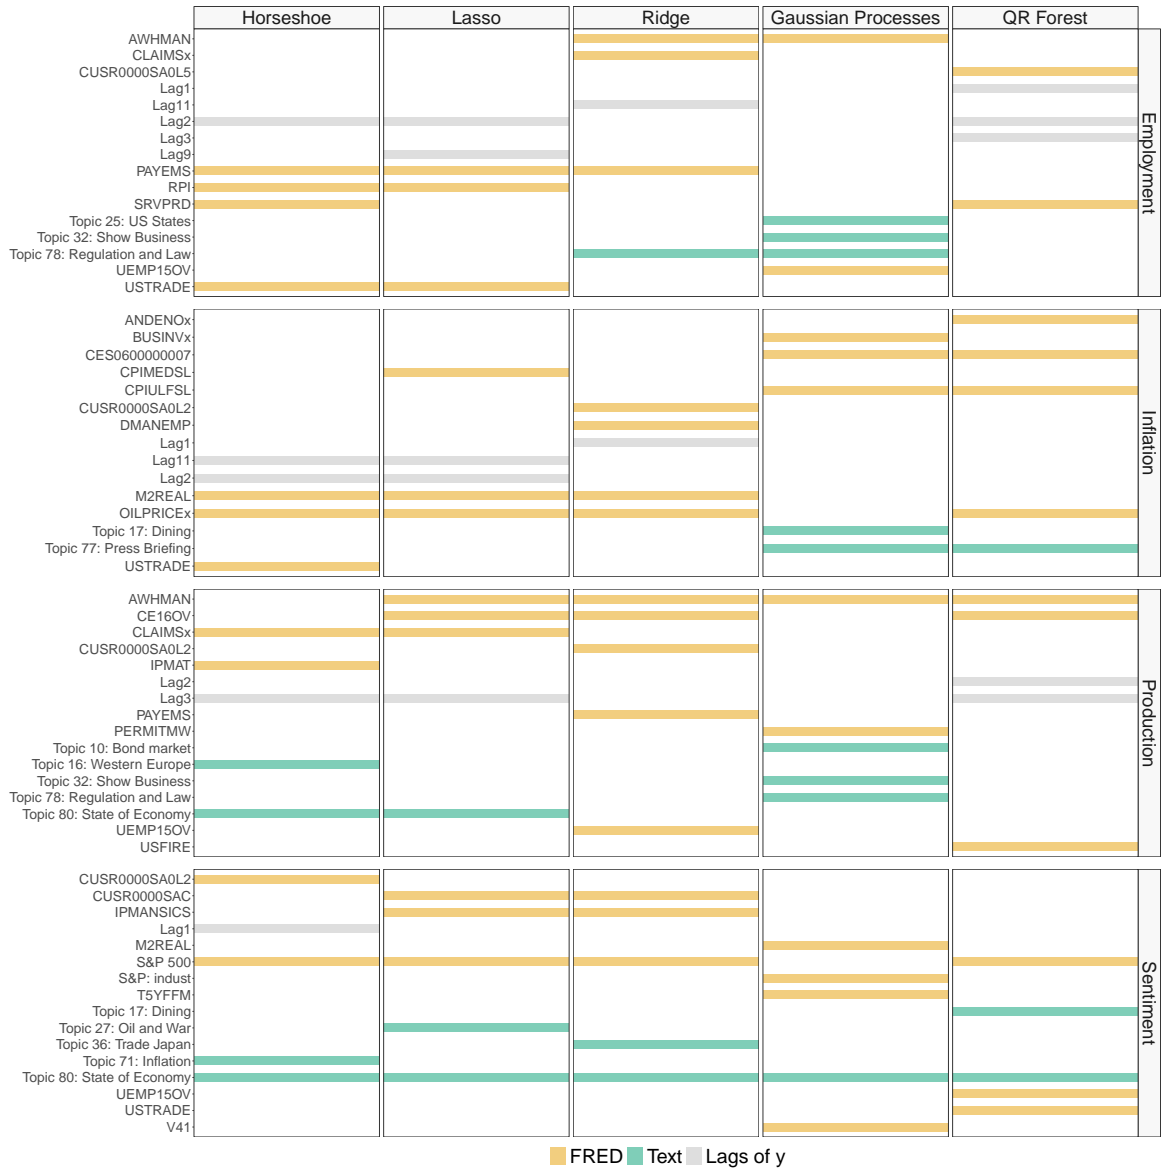 Horseshoe Lasso Ridge Gaussian Processes QR Forest
AWHMAN
CLAIMSx
CUSR0000SA0L5
Lag1
Lag11
Lag2
Lag3
Lag9
PAYEMS
RPI
SRVPRD
Topic 25: US States
Topic 32: Show Business
Topic 78: Regulation and Law
UEMP15OV
USTRADE
Employment
ANDENOx
BUSINVx
CES0600000007
CPIMEDSL
CPIULFSL
CUSR0000SA0L2
DMANEMP
Lag1
Lag11
Lag2
M2REAL
OILPRICEx
Topic 17: Dining
Topic 77: Press Briefing
USTRADE
Inflation
AWHMAN
CE16OV
CLAIMSx
CUSR0000SA0L2
IPMAT
Lag2
Lag3
PAYEMS
PERMITMW
Topic 10: Bond market
Topic 16: Western Europe
Topic 32: Show Business
Topic 78: Regulation and Law
Topic 80: State of Economy
UEMP15OV
USFIRE
Production
CUSR0000SA0L2
CUSR0000SAC
IPMANSICS
Lag1
M2REAL
S&P 500
S&P: indust
T5YFFM
Topic 17: Dining
Topic 27: Oil and War
Topic 36: Trade Japan
Topic 71: Inflation
Topic 80: State of Economy
UEMP15OV
USTRADE
V41
Sentiment
FRED Text Lags of y